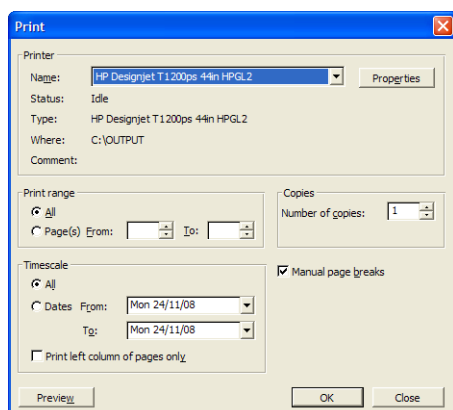 Print
Printer
Name: HP Designjet T1200ps 44in HPGL2 Properties
Status: Idle
Type: HP Designjet T1200ps 44in HPGL2
Where: C:\OUTPUT
Comment:
Print range
All
Page(s) From: To:
Copies
Number of copies: 1
Timescale
All
Dates From: Mon 24/11/08
To: Mon 24/11/08
Print left column of pages only
Manual page breaks
Preview OK Close